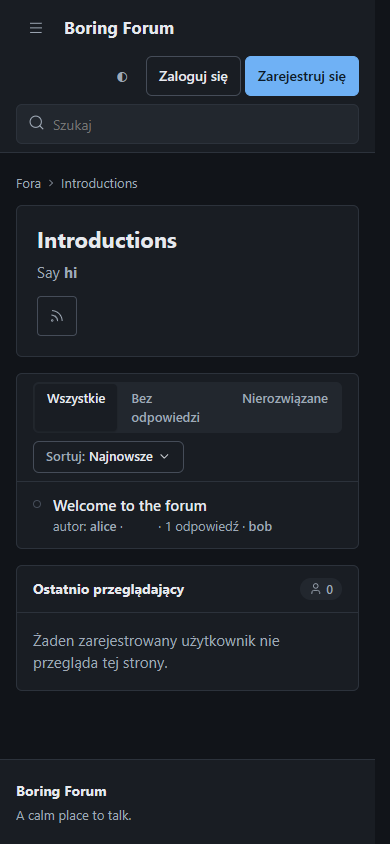 Boring Forum
Zaloguj się
Zarejestruj się
Szukaj
Fora > Introductions
Introductions
Say hi
Wszystkie
Bez odpowiedzi
Nierozwiązane
Sortuj: Najnowsze
Welcome to the forum
autor: alice · · 1 odpowiedź · bob
Ostatnio przeglądający
0
Żaden zarejestrowany użytkownik nie
przegląda tej strony.
Boring Forum
A calm place to talk.